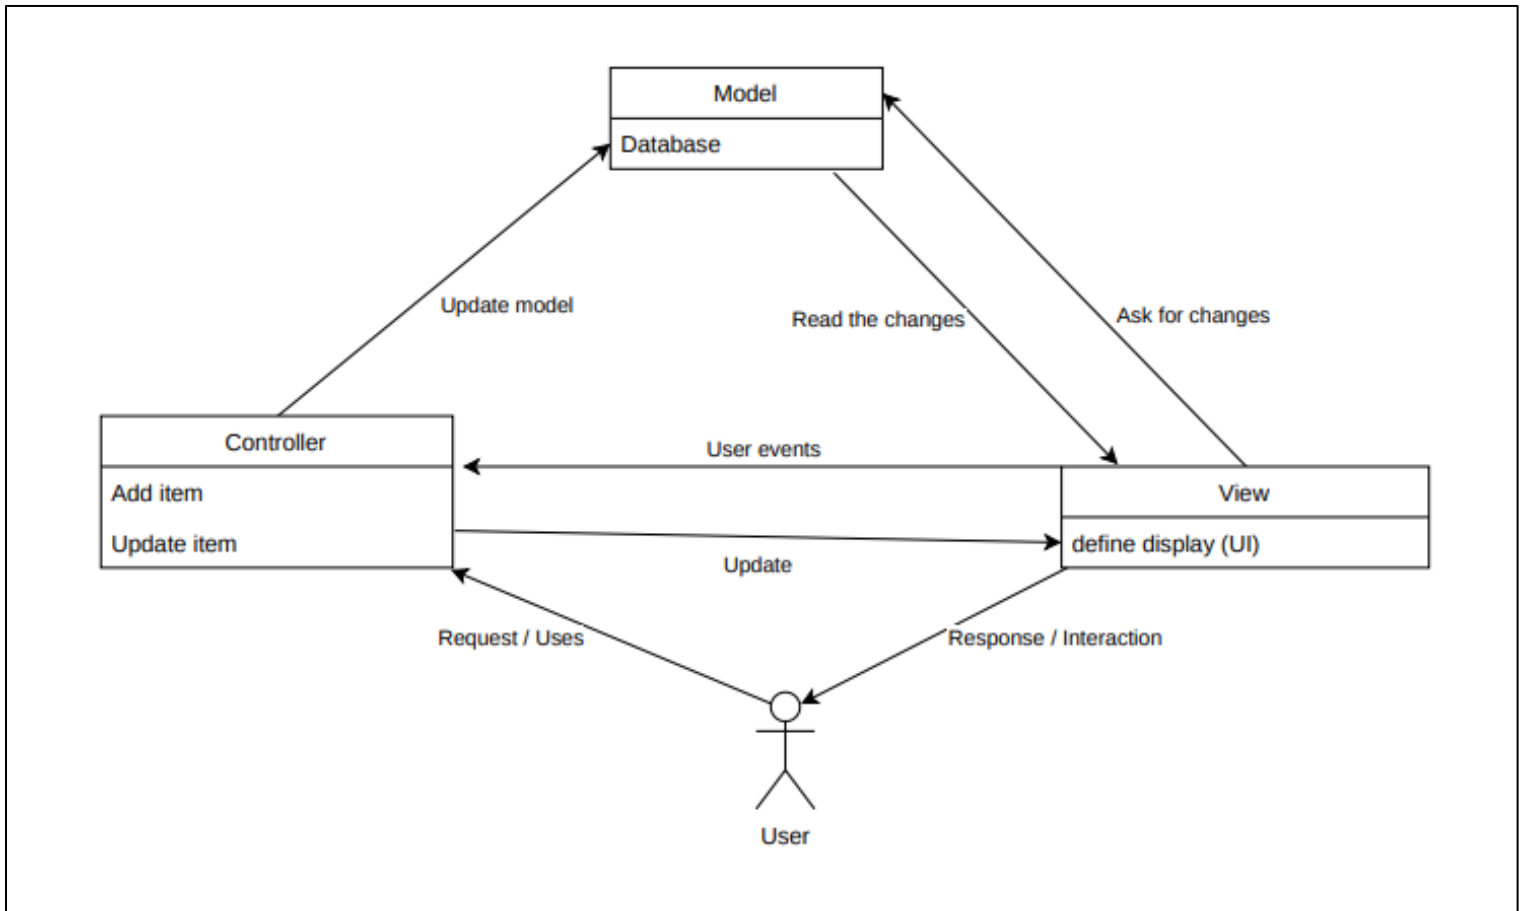 Model
Database
Update model
Read the changes
Ask for changes
Controller
Add item
Update item
User events
View
define display (UI)
Update
Request / Uses
Response / Interaction
User